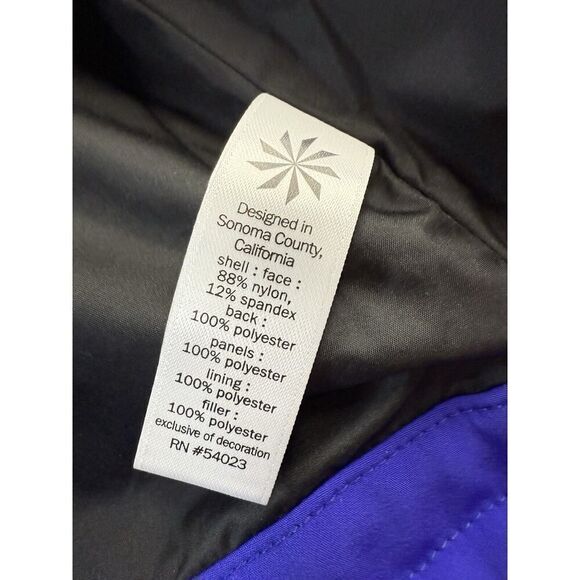 Designed in
Sonoma County,
California
shell : face :
88% nylon,
12% spandex
back :
100% polyester
panels :
100% polyester
lining :
100% polyester
filler :
100% polyester
exclusive of decoration
RN #54023